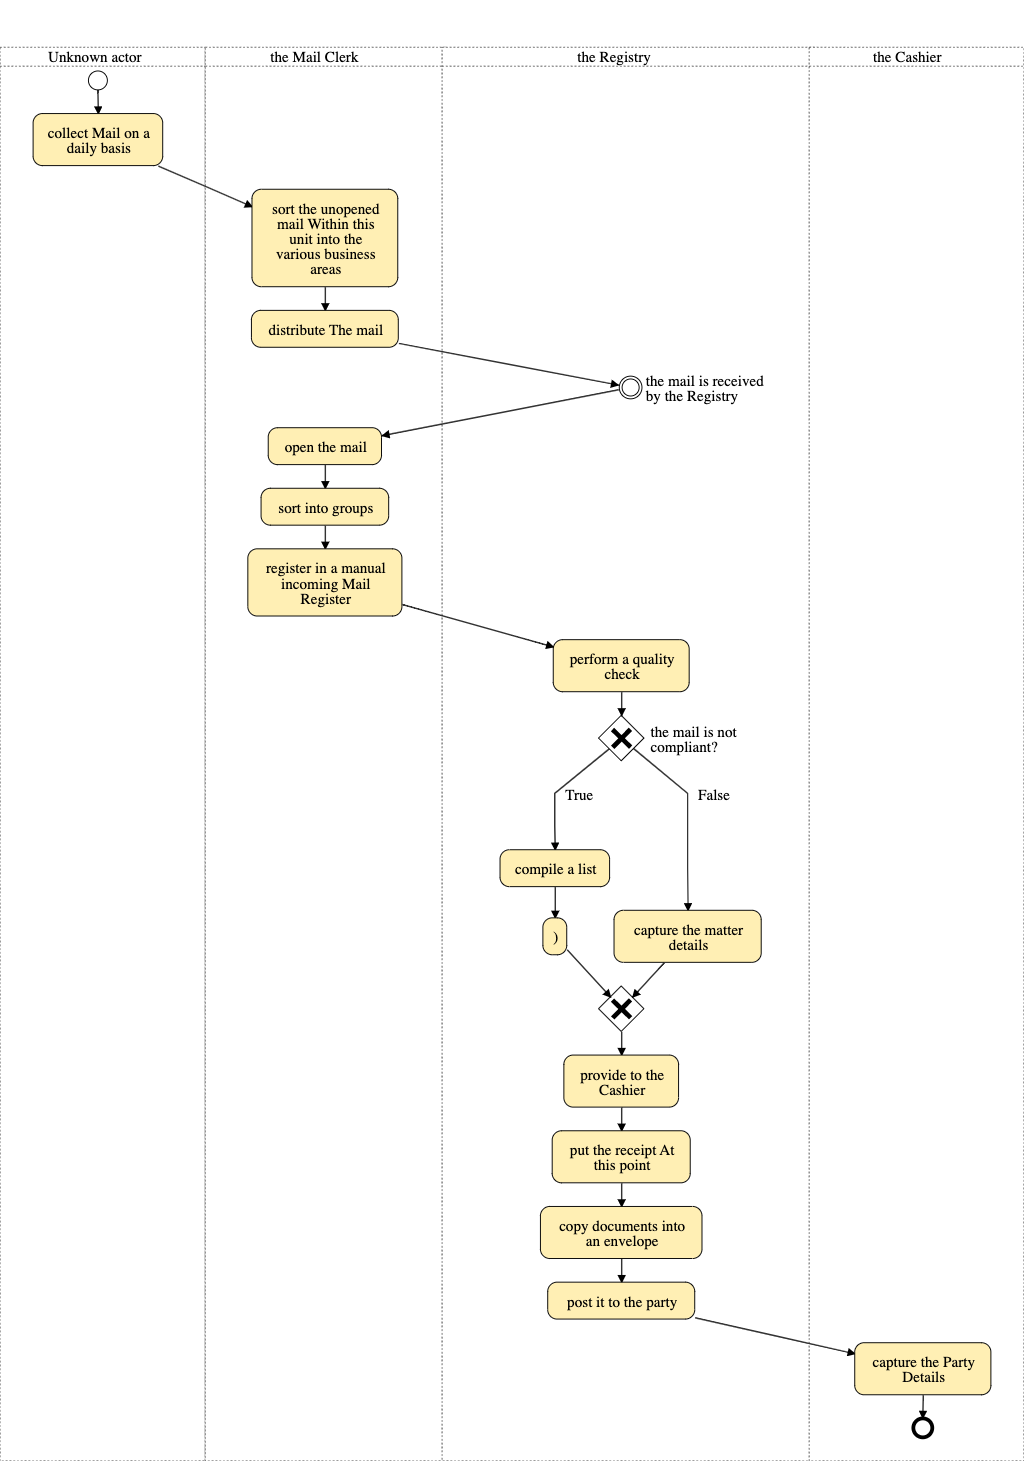 Unknown actor
the Mail Clerk
the Registry
the Cashier
collect Mail on a
daily basis
sort the unopened
mail Within this
unit into the
various business
areas
distribute The mail
the mail is received
by the Registry
open the mail
sort into groups
register in a manual
incoming Mail
Register
perform a quality
check
the mail is not
compliant?
True
False
compile a list
capture the matter
details
)
provide to the
Cashier
put the receipt At
this point
copy documents into
an envelope
post it to the party
capture the Party
Details